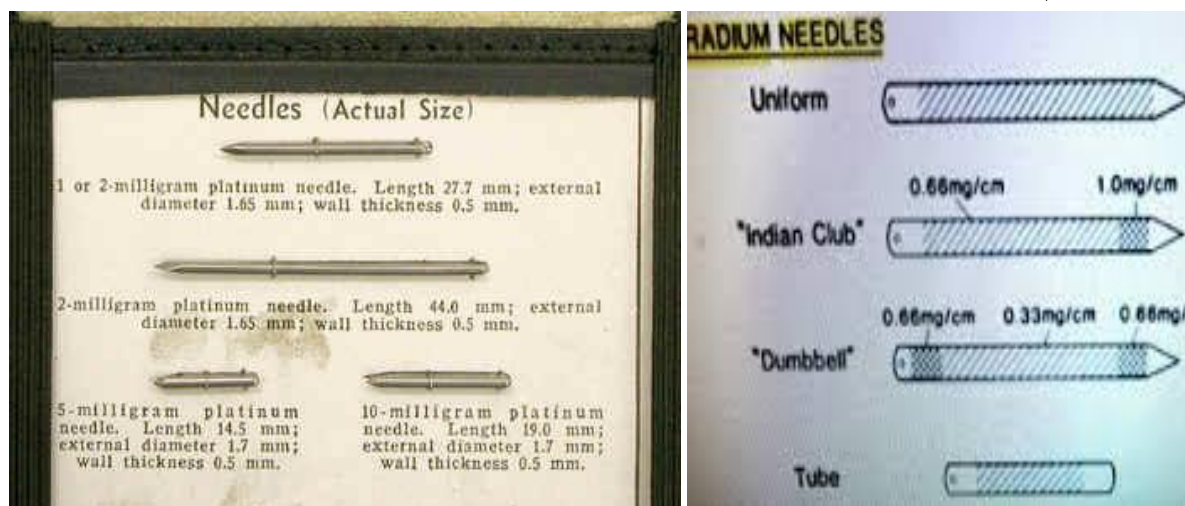 Needles (Actual Size)
1 or 2-milligram platinum needle. Length 27.7 mm; external
diameter 1.65 mm; wall thickness 0.5 mm.
2-milligram platinum needle. Length 44.0 mm; external
diameter 1.65 mm; wall thickness 0.5 mm.
5-milligram platinum
needle. Length 14.5 mm;
external diameter 1.7 mm;
wall thickness 0.5 mm.
10-milligram platinum
needle. Length 19.0 mm;
external diameter 1.7 mm;
wall thickness 0.5 mm.
RADIUM NEEDLES
Uniform
0.66mg/cm 1.0mg/cm
"Indian Club"
0.66mg/cm 0.33mg/cm 0.66mg/
"Dumbbell"
Tube